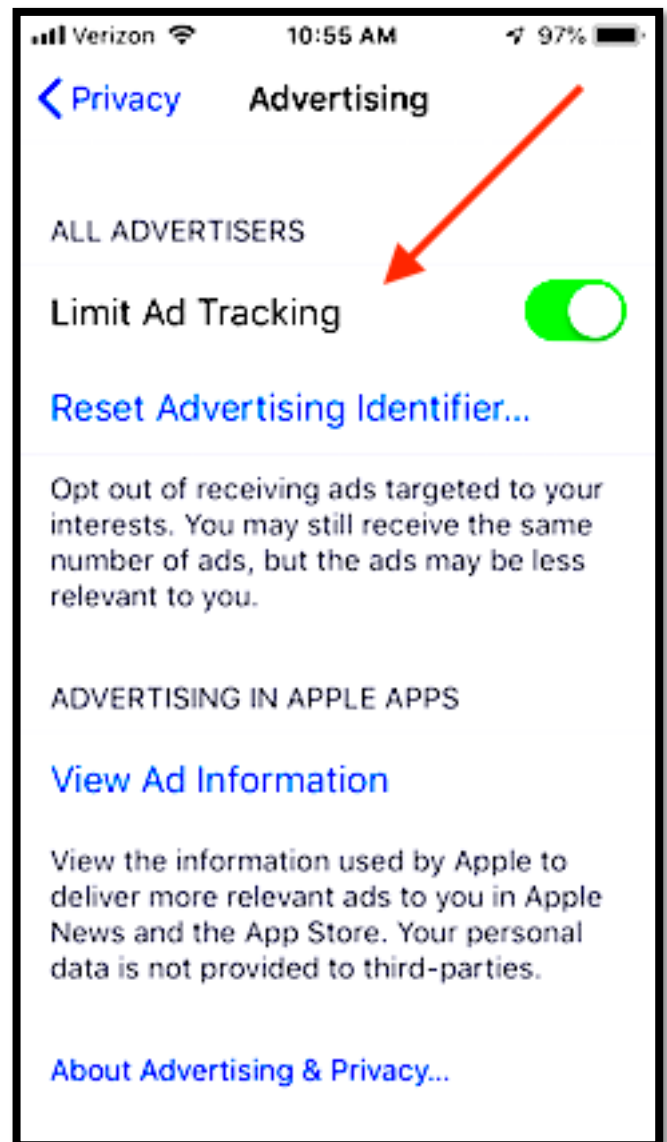 Verizon 10:55 AM 97%
Privacy Advertising
ALL ADVERTISERS
Limit Ad Tracking
Reset Advertising Identifier...
Opt out of receiving ads targeted to your
interests. You may still receive the same
number of ads, but the ads may be less
relevant to you.
ADVERTISING IN APPLE APPS
View Ad Information
View the information used by Apple to
deliver more relevant ads to you in Apple
News and the App Store. Your personal
data is not provided to third-parties.
About Advertising & Privacy...